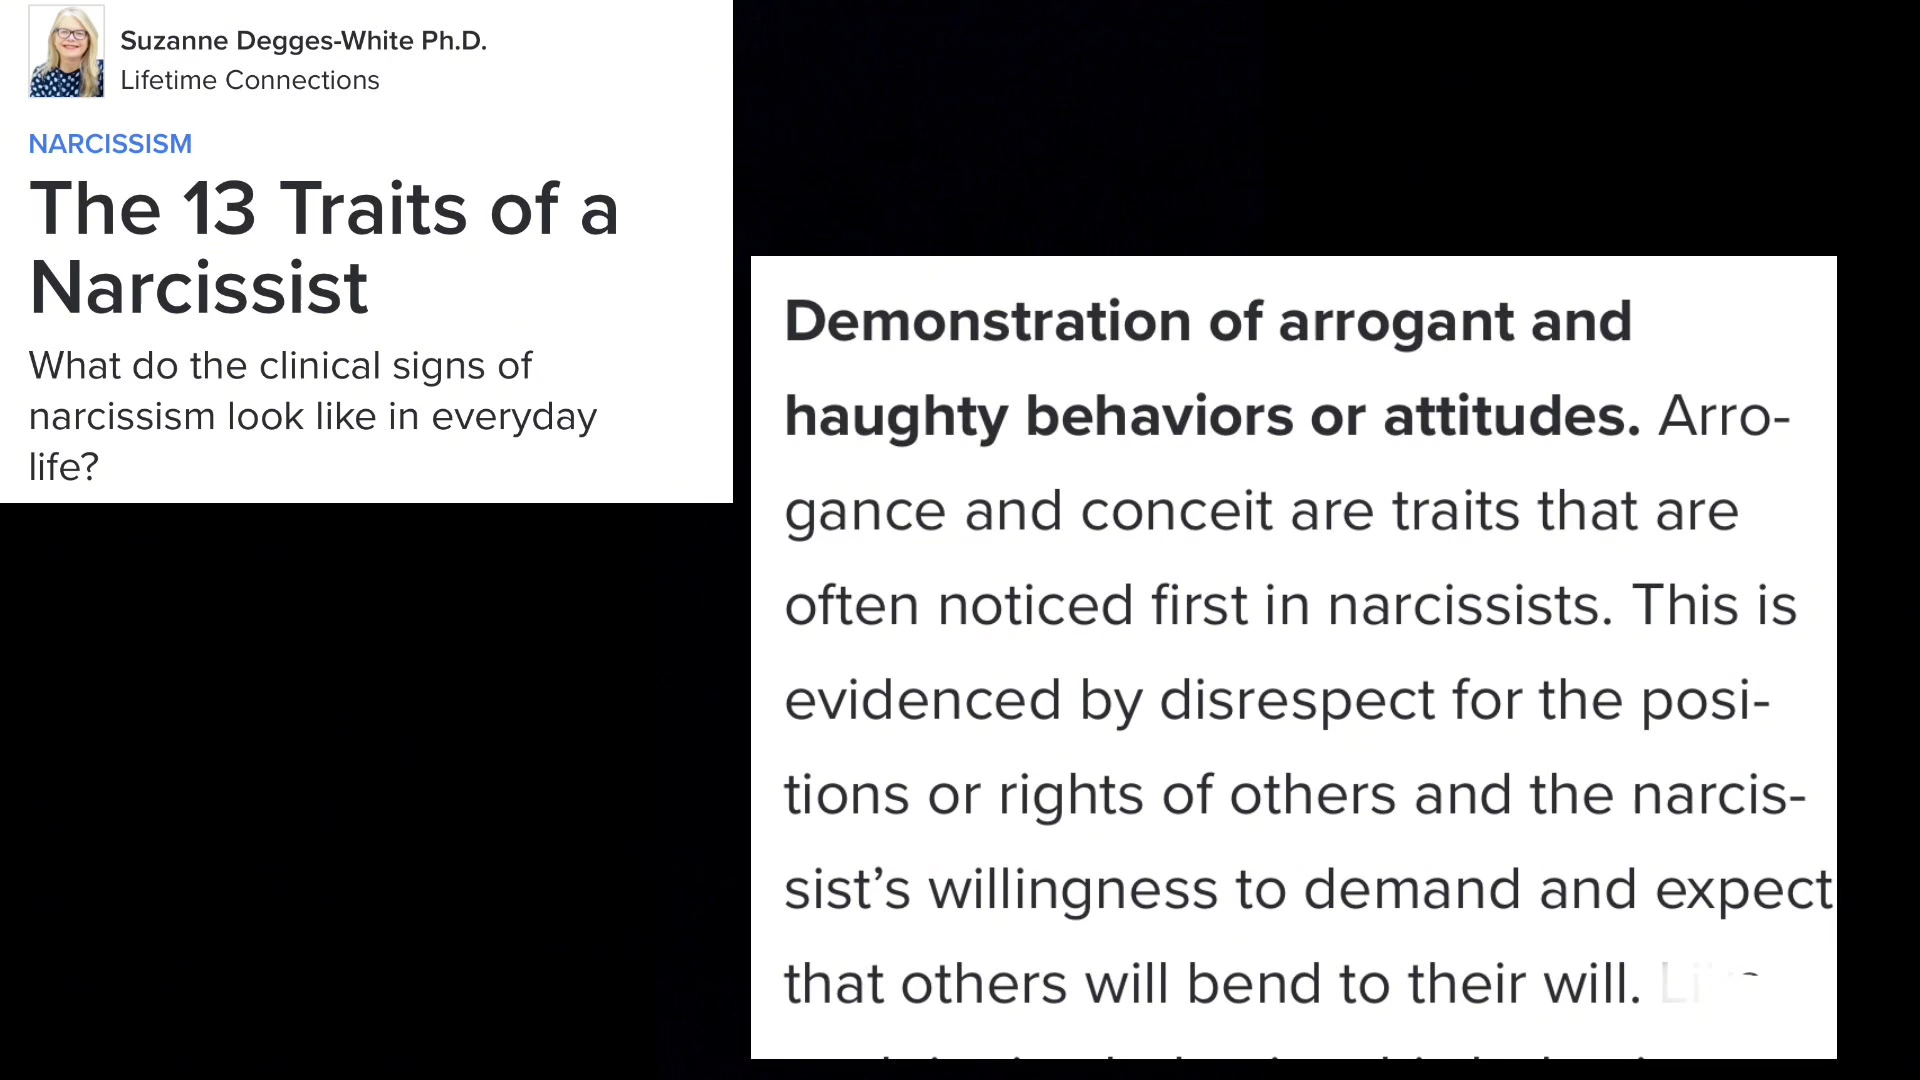 Suzanne Degges-White Ph.D.
Lifetime Connections
NARCISSISM
The 13 Traits of a
Narcissist
What do the clinical signs of
narcissism look like in everyday
life?
Demonstration of arrogant and
haughty behaviors or attitudes. Arro-
gance and conceit are traits that are
often noticed first in narcissists. This is
evidenced by disrespect for the posi-
tions or rights of others and the narcis-
sist’s willingness to demand and expect
that others will bend to their will.